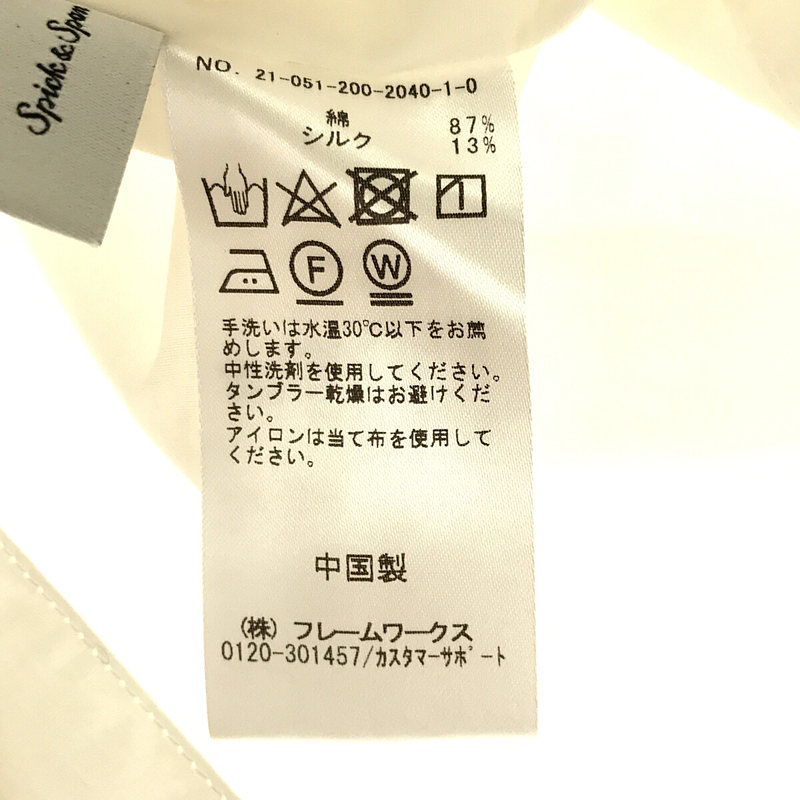 Spick & Span
NO. 21-051-200-2040-1-0
綿 87%
シルク 13%
1
F
W
手洗いは水温30℃以下をお薦
めします。
中性洗剤を使用してください。
タンブラー乾燥はお避けくだ
さい。
アイロンは当て布を使用して
ください。
中国製
(株) フレームワークス
0120-301457/カスタマーサポート